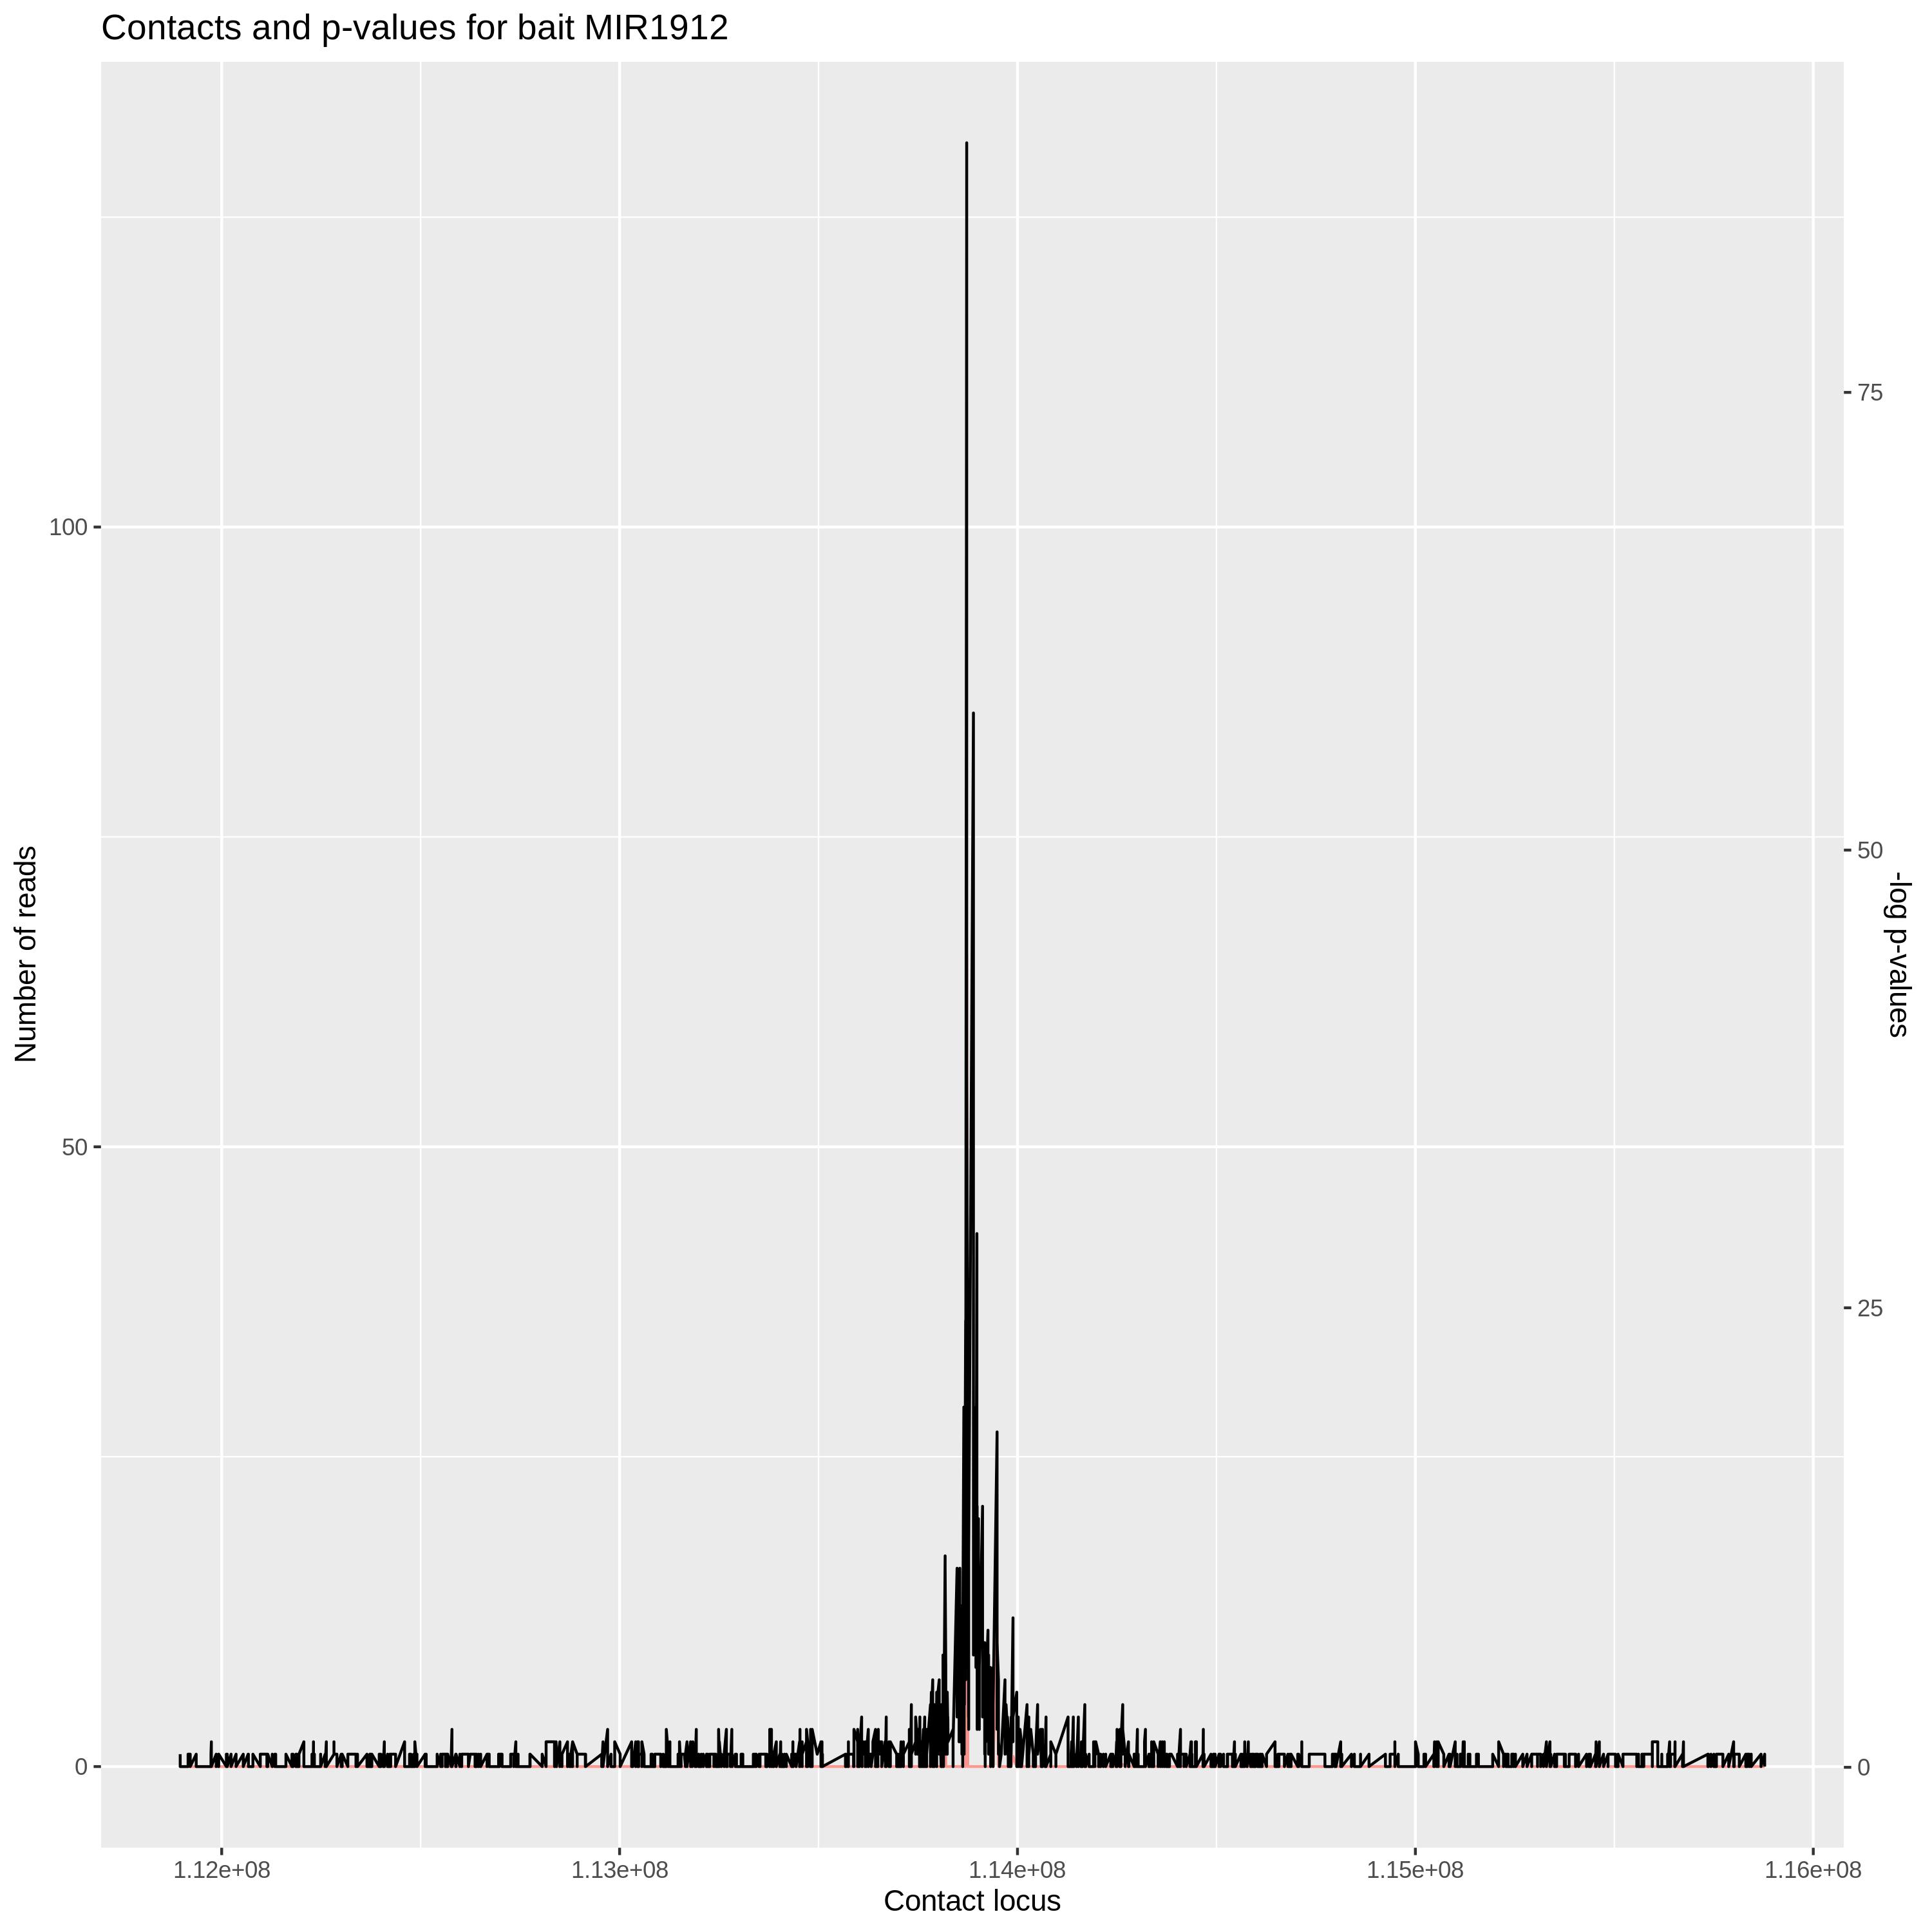 Contacts and p-values for bait MIR1912
100
50
0
Number of reads
75
50
25
0
-log p-values
1.12e+08
1.13e+08
1.14e+08
1.15e+08
1.16e+08
Contact locus